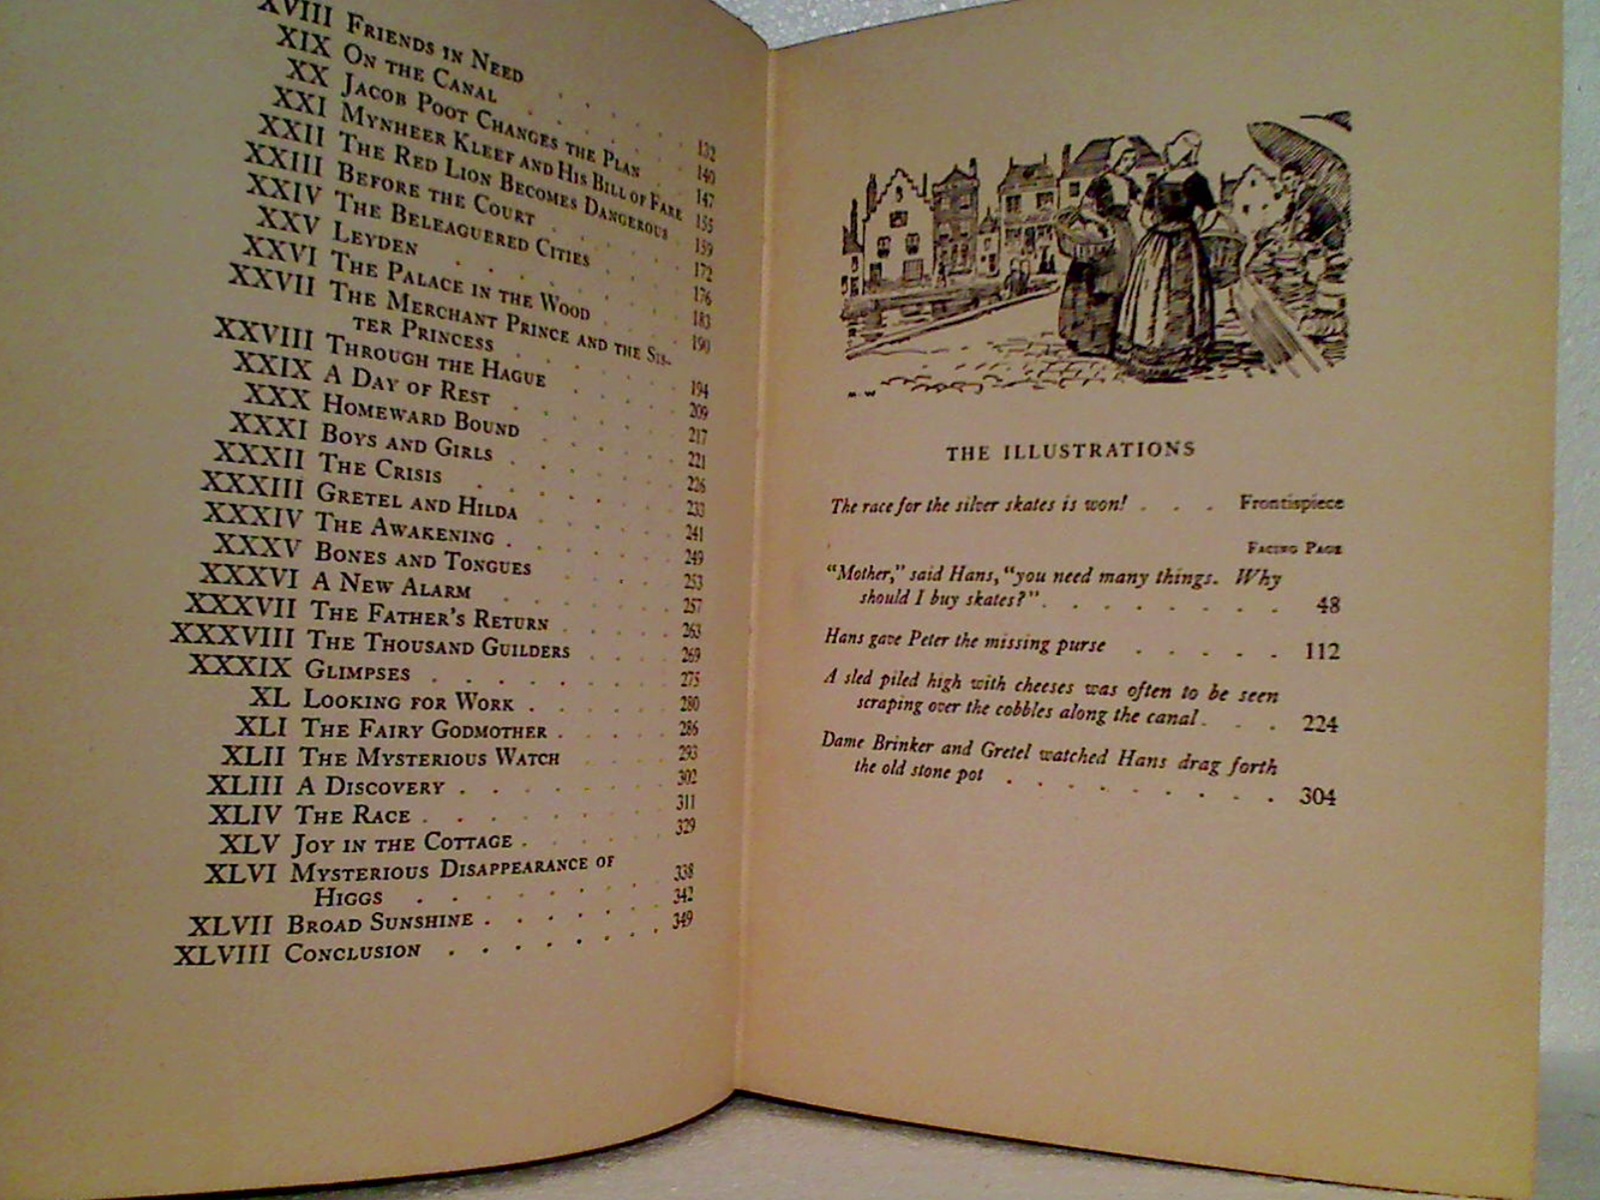 XVIII FRIENDS IN NEED . . . . . 132
XIX ON THE CANAL . . . . . . 140
XX JACOB POOT CHANGES THE PLAN . . 147
XXI MYNHEER KLEEF AND HIS BILL OF FARE 155
XXII THE RED LION BECOMES DANGEROUS . 159
XXIII BEFORE THE COURT . . . . . 172
XXIV THE BELEAGUERED CITIES . . . . 176
XXV LEYDEN . . . . . . . 183
XXVI THE PALACE IN THE WOOD . . . . 190
XXVII THE MERCHANT PRINCE AND THE SIS-
TER PRINCESS . . . . . . 194
XXVIII THROUGH THE HAGUE . . . . 209
XXIX A DAY OF REST . . . . . . 217
XXX HOMEWARD BOUND . . . . . 221
XXXI BOYS AND GIRLS . . . . . . 226
XXXII THE CRISIS . . . . . . . 233
XXXIII GRETEL AND HILDA . . . . . 241
XXXIV THE AWAKENING . . . . . . 249
XXXV BONES AND TONGUES . . . . 253
XXXVI A NEW ALARM . . . . . . 257
XXXVII THE FATHER'S RETURN . . . . 263
XXXVIII THE THOUSAND GUILDERS . . . . 269
XXXIX GLIMPSES . . . . . . . . 275
XL LOOKING FOR WORK . . . . . 280
XLI THE FAIRY GODMOTHER . . . . 286
XLII THE MYSTERIOUS WATCH . . . . 293
XLIII A DISCOVERY . . . . . . . 302
XLIV THE RACE . . . . . . . . 311
XLV JOY IN THE COTTAGE . . . . . 329
XLVI MYSTERIOUS DISAPPEARANCE OF
HIGGS . . . . . . . . 338
XLVII BROAD SUNSHINE . . . . . . 342
XLVIII CONCLUSION . . . . . . . 349
M.W
THE ILLUSTRATIONS
The race for the silver skates is won! . . . Frontispiece
FACING PAGE
“Mother,” said Hans, “you need many things. Why
should I buy skates?” . . . . . . . . 48
Hans gave Peter the missing purse . . . . . 112
A sled piled high with cheeses was often to be seen
scraping over the cobbles along the canal . . . 224
Dame Brinker and Gretel watched Hans drag forth
the old stone pot . . . . . . . . . 304